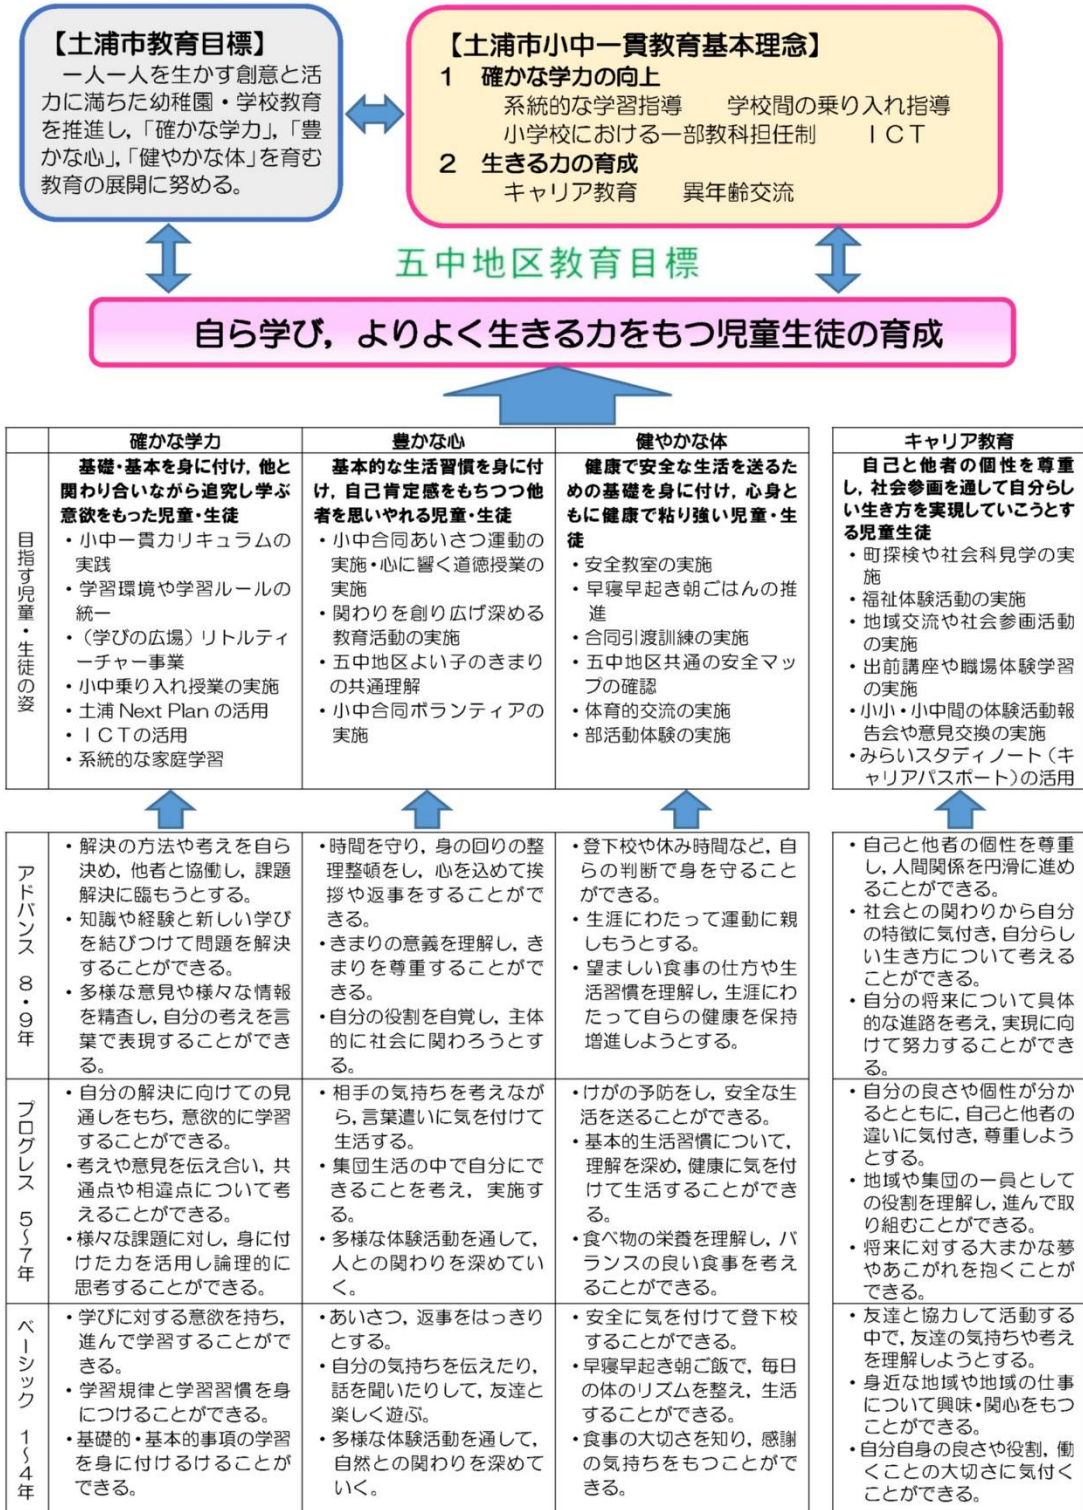 【土浦市教育目標】
一人一人を生かす創意と活
力に満ちた幼稚園・学校教育
を推進し,「確かな学力」,「豊
かな心」,「健やかな体」を育む
教育の展開に努める。
【土浦市小中一貫教育基本理念】
1 確かな学力の向上
系統的な学習指導 学校間の乗り入れ指導
小学校における一部教科担任制 ICT
2 生きる力の育成
キャリア教育 異年齢交流
五中地区教育目標
自ら学び,よりよく生きる力をもつ児童生徒の育成
目指す児童・生徒の姿
確かな学力
基礎・基本を身に付け,他と
関わり合いながら追究し学ぶ
意欲をもった児童・生徒
・小中一貫カリキュラムの
実践
・学習環境や学習ルールの
統一
・(学びの広場)リトルティ
ーチャー事業
・小中乗り入れ授業の実施
・土浦 Next Plan の活用
・ICTの活用
・系統的な家庭学習
豊かな心
基本的な生活習慣を身に付
け,自己肯定感をもちつつ他
者を思いやれる児童・生徒
・小中合同あいさつ運動の
実施・心に響く道徳授業の
実施
・関わりを創り広げ深める
教育活動の実施
・五中地区よい子のきまり
の共通理解
・小中合同ボランティアの
実施
健やかな体
健康で安全な生活を送るた
めの基礎を身に付け,心身と
もに健康で粘り強い児童・生
徒
・安全教室の実施
・早寝早起き朝ごはんの推
進
・合同引渡訓練の実施
・五中地区共通の安全マッ
プの確認
・体育的交流の実施
・部活動体験の実施
キャリア教育
自己と他者の個性を尊重
し,社会参画を通して自分らし
い生き方を実現していこうとす
る児童生徒
・町探検や社会科見学の実
施
・福祉体験活動の実施
・地域交流や社会参画活動
の実施
・出前講座や職場体験学習
の実施
・小小・小中間の体験活動報
告会や意見交換の実施
・みらいスタディノート(キ
ャリアパスポート)の活用
アドバンス 8・9年
・解決の方法や考えを自ら
決め,他者と協働し,課題
解決に臨もうとする。
・知識や経験と新しい学び
を結びつけて問題を解決
することができる。
・多様な意見や様々な情報
を精査し,自分の考えを言
葉で表現することができ
る。
・時間を守り,身の回りの整
理整頓をし,心を込めて挨
拶や返事をすることがで
きる。
・きまりの意義を理解し,き
まりを尊重することがで
きる。
・自分の役割を自覚し,主体
的に社会に関わろうとす
る。
・登下校や休み時間など,自
らの判断で身を守ること
ができる。
・生涯にわたって運動に親
しもうとする。
・望ましい食事の仕方や生
活習慣を理解し,生涯にわ
たって自らの健康を保持
増進しようとする。
・自己と他者の個性を尊重
し,人間関係を円滑に進め
ることができる。
・社会との関わりから自分
の特徴に気付き,自分らし
い生き方について考える
ことができる。
・自分の将来について具体
的な進路を考え,実現に向
けて努力することができ
る。
プログレス 5〜7年
・自分の解決に向けての見
通しをもち,意欲的に学習
することができる。
・考えや意見を伝え合い,共
通点や相違点について考
えることができる。
・様々な課題に対し,身に付
けた力を活用し論理的に
思考することができる。
・相手の気持ちを考えなが
ら,言葉遣いに気を付けて
生活する。
・集団生活の中で自分にで
きることを考え,実施す
る。
・多様な体験活動を通して,
人との関わりを深めてい
く。
・けがの予防をし,安全な生
活を送ることができる。
・基本的生活習慣について,
理解を深め,健康に気を付
けて生活することができ
る。
・食べ物の栄養を理解し,バ
ランスの良い食事を考え
ることができる。
・自分の良さや個性が分か
るとともに,自己と他者の
違いに気付き,尊重しよう
とする。
・地域や集団の一員として
の役割を理解し,進んで取
り組むことができる。
・将来に対する大まかな夢
やあこがれを抱くことが
できる。
ベーシック 1〜4年
・学びに対する意欲を持ち,
進んで学習することがで
きる。
・学習規律と学習習慣を身
につけることができる。
・基礎的・基本的事項の学習
を身に付けるけることが
できる。
・あいさつ,返事をはっきり
とする。
・自分の気持ちを伝えたり,
話を聞いたりして,友達と
楽しく遊ぶ。
・多様な体験活動を通して,
自然との関わりを深めて
いく。
・安全に気を付けて登下校
することができる。
・早寝早起き朝ご飯で,毎日
の体のリズムを整え,生活
することができる。
・食事の大切さを知り,感謝
の気持ちをもつことがで
きる。
・友達と協力して活動する
中で,友達の気持ちや考え
を理解しようとする。
・身近な地域や地域の仕事
について興味・関心をもつ
ことができる。
・自分自身の良さや役割,働
くことの大切さに気付く
ことができる。